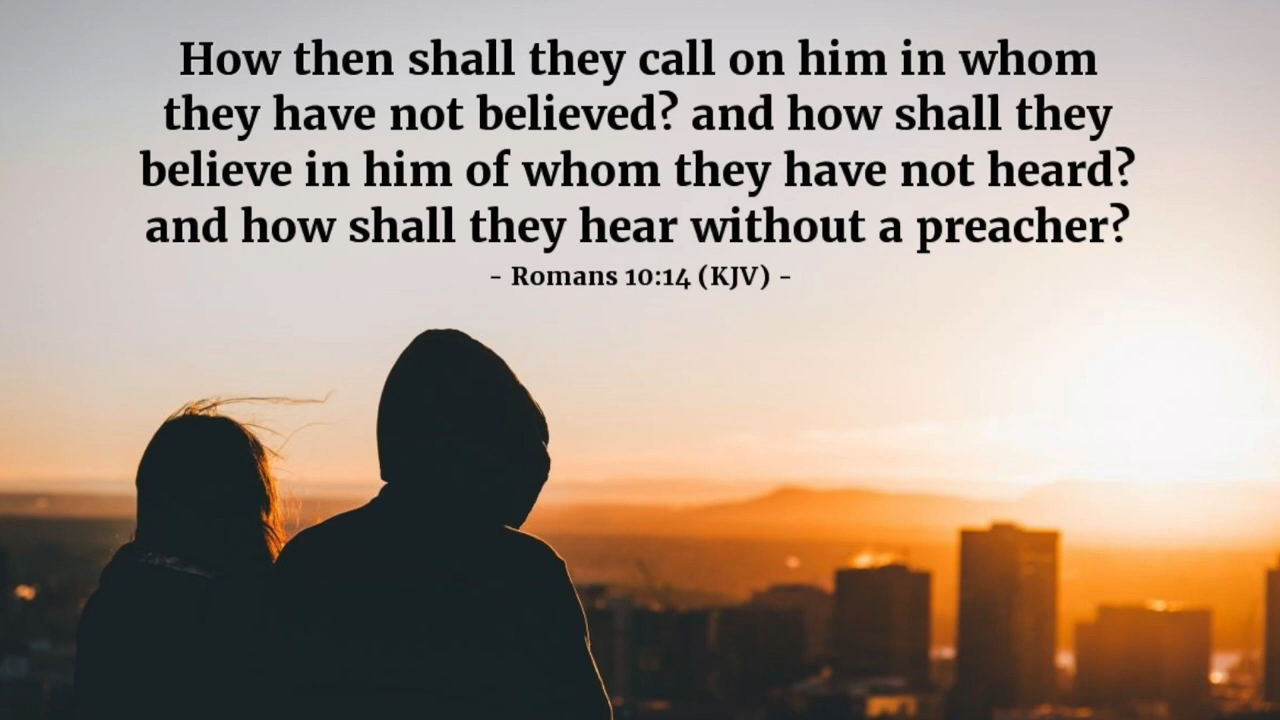 How then shall they call on him in whom
they have not believed? and how shall they
believe in him of whom they have not heard?
and how shall they hear without a preacher?
- Romans 10:14 (KJV) -